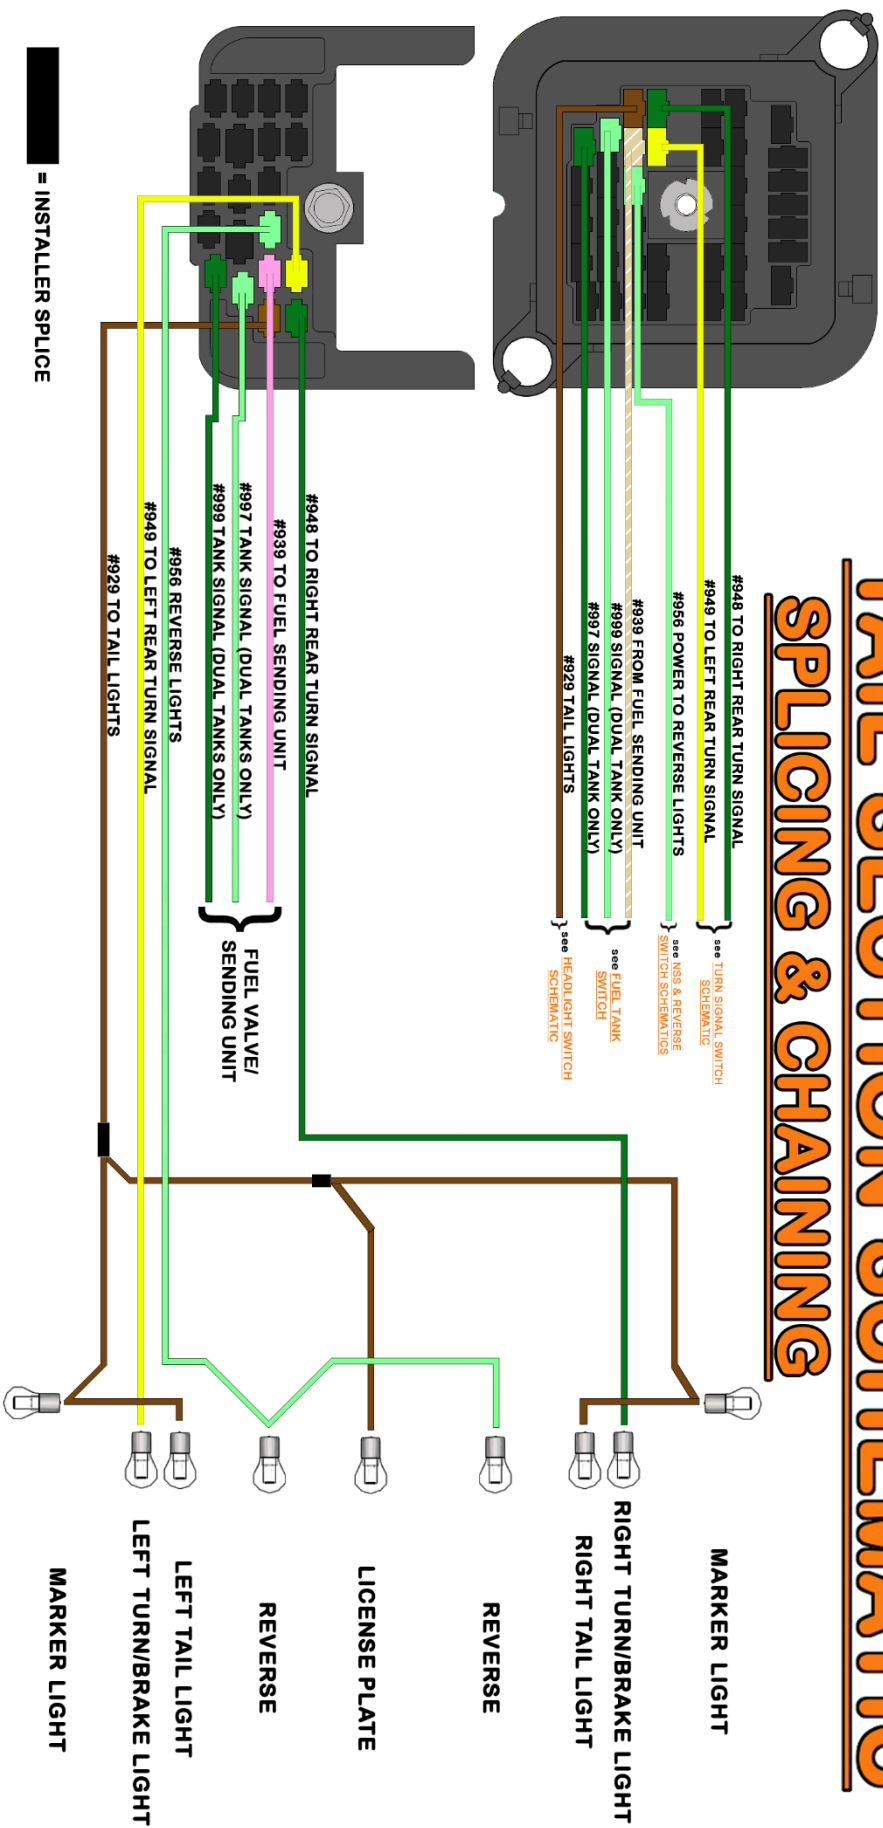 TAIL SECTION SCHEMATIC
SPLICING & CHAINING
#948 TO RIGHT REAR TURN SIGNAL
#949 TO LEFT REAR TURN SIGNAL
#956 POWER TO REVERSE LIGHTS
#939 FROM FUEL SENDING UNIT
#999 SIGNAL (DUAL TANK ONLY)
#997 SIGNAL (DUAL TANK ONLY)
#929 TAIL LIGHTS
see TURN SIGNAL SWITCH
SCHEMATIC
see NSS & REVERSE
SWITCH SCHEMATICS
see FUEL TANK
SWITCH
see HEADLIGHT SWITCH
SCHEMATIC
#948 TO RIGHT REAR TURN SIGNAL
#939 TO FUEL SENDING UNIT
#997 TANK SIGNAL (DUAL TANKS ONLY)
#999 TANK SIGNAL (DUAL TANKS ONLY)
#956 REVERSE LIGHTS
#949 TO LEFT REAR TURN SIGNAL
#929 TO TAIL LIGHTS
FUEL VALVE/
SENDING UNIT
MARKER LIGHT
RIGHT TURN/BRAKE LIGHT
RIGHT TAIL LIGHT
REVERSE
LICENSE PLATE
REVERSE
LEFT TAIL LIGHT
LEFT TURN/BRAKE LIGHT
MARKER LIGHT
= INSTALLER SPLICE